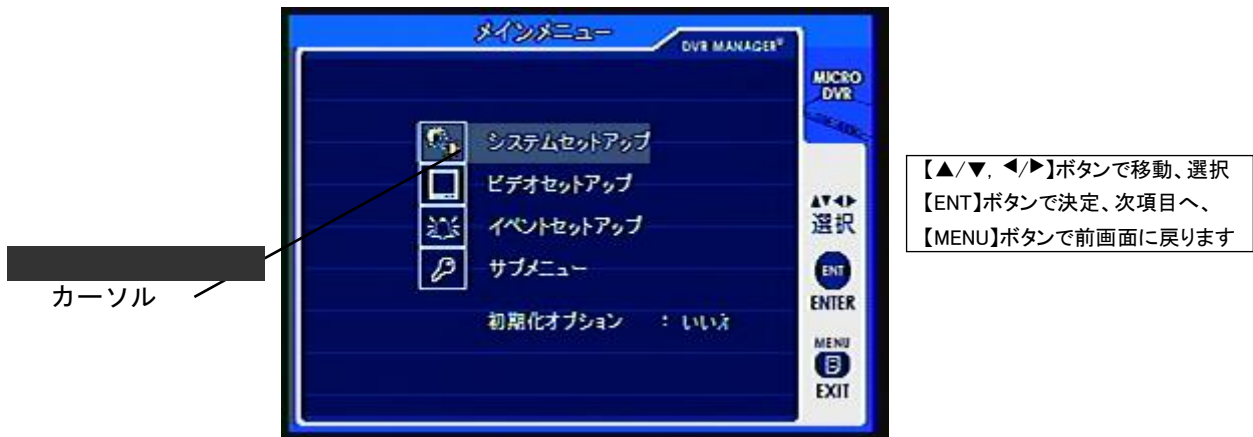 メインメニュー
DVR MANAGER®
MICRO
DVR
システムセットアップ
ビデオセットアップ
イベントセットアップ
サブメニュー
初期化オプション : いいえ
▲▼◀▶
選択
ENT
ENTER
MENU
EXIT
カーソル
【▲/▼, ◀/▶】ボタンで移動、選択
【ENT】ボタンで決定、次項目へ、
【MENU】ボタンで前画面に戻ります